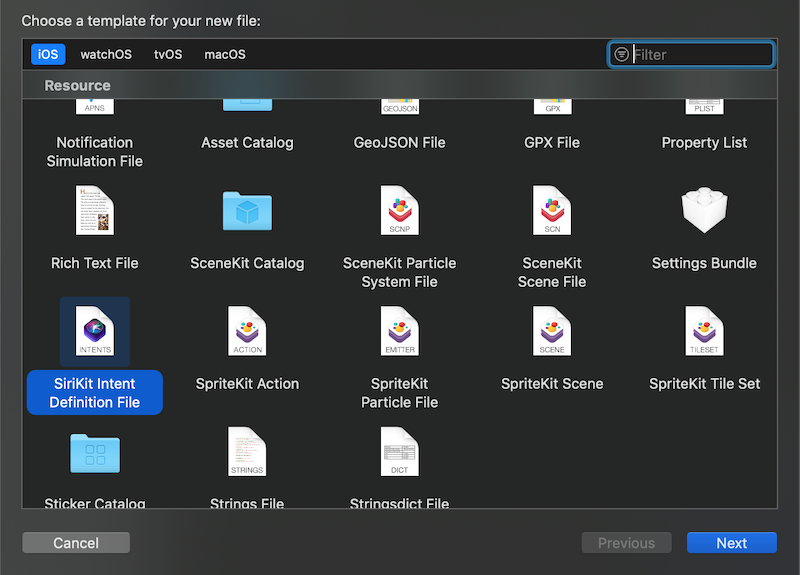 Choose a template for your new file:
iOS watchOS tvOS macOS Filter
Resource
APNS GEOJSON GPX PLIST
Notification Asset Catalog GeoJSON File GPX File Property List
Simulation File
SCNP SCN
Rich Text File SceneKit Catalog SceneKit Particle SceneKit Settings Bundle
System File Scene File
INTENTS ACTION EMITTER SCENE TILESET
SiriKit Intent SpriteKit Action SpriteKit SpriteKit Scene SpriteKit Tile Set
Definition File Particle File
STRINGS DICT
Sticker Catalog Strings File Stringsdict File
Cancel Previous Next